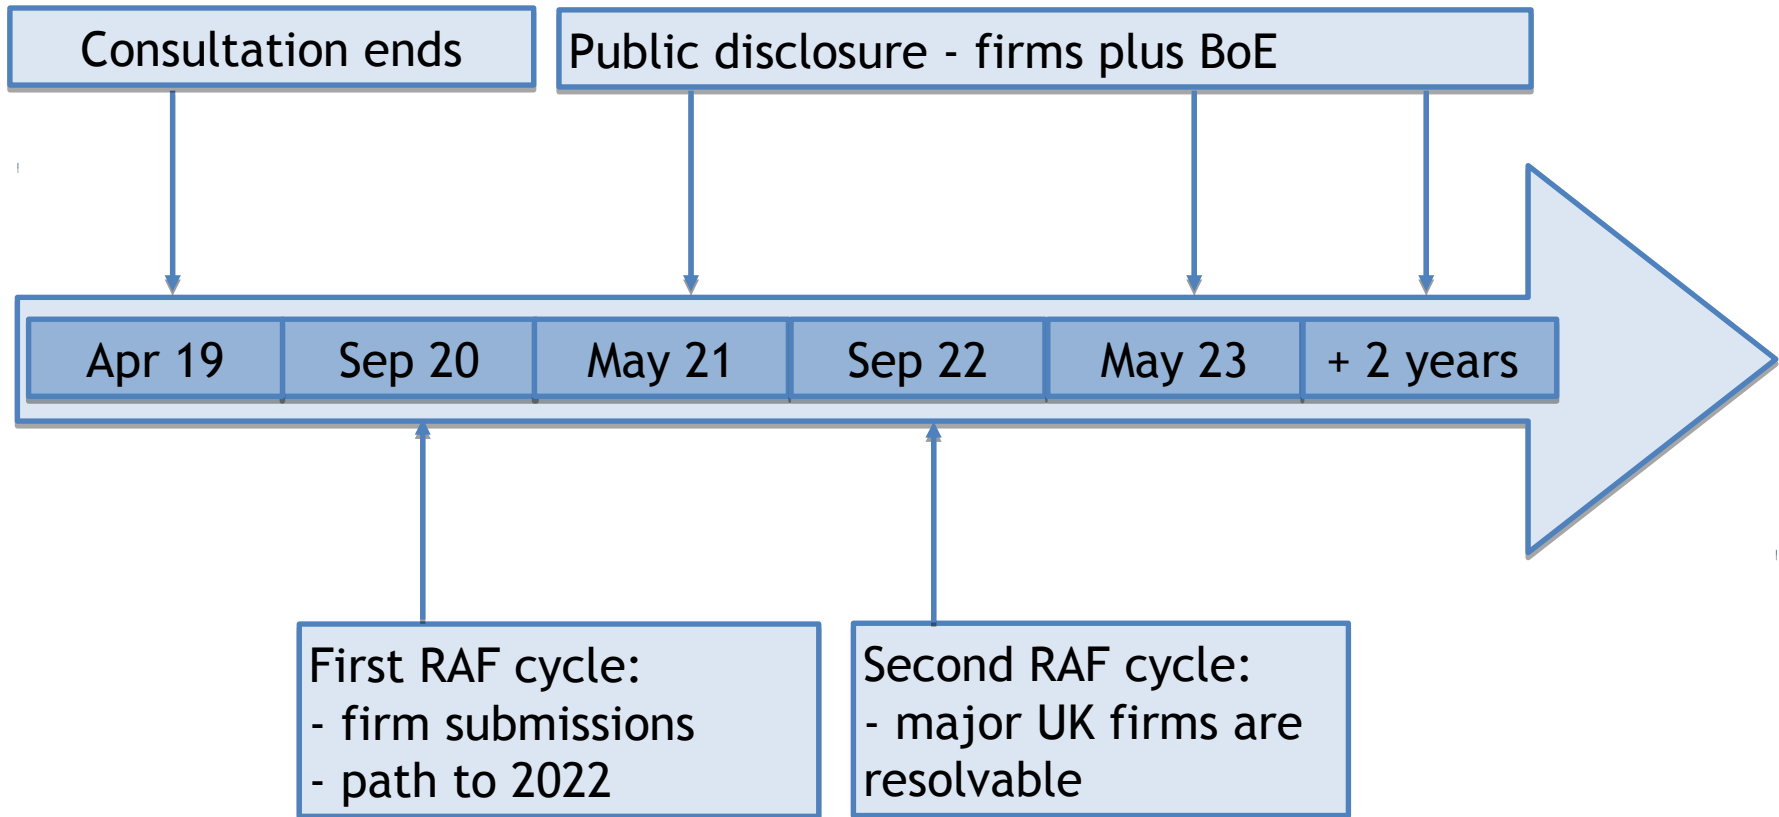 Consultation ends
Public disclosure - firms plus BoE
Apr 19
Sep 20
May 21
Sep 22
May 23
+ 2 years
First RAF cycle:
- firm submissions
- path to 2022
Second RAF cycle:
- major UK firms are
resolvable